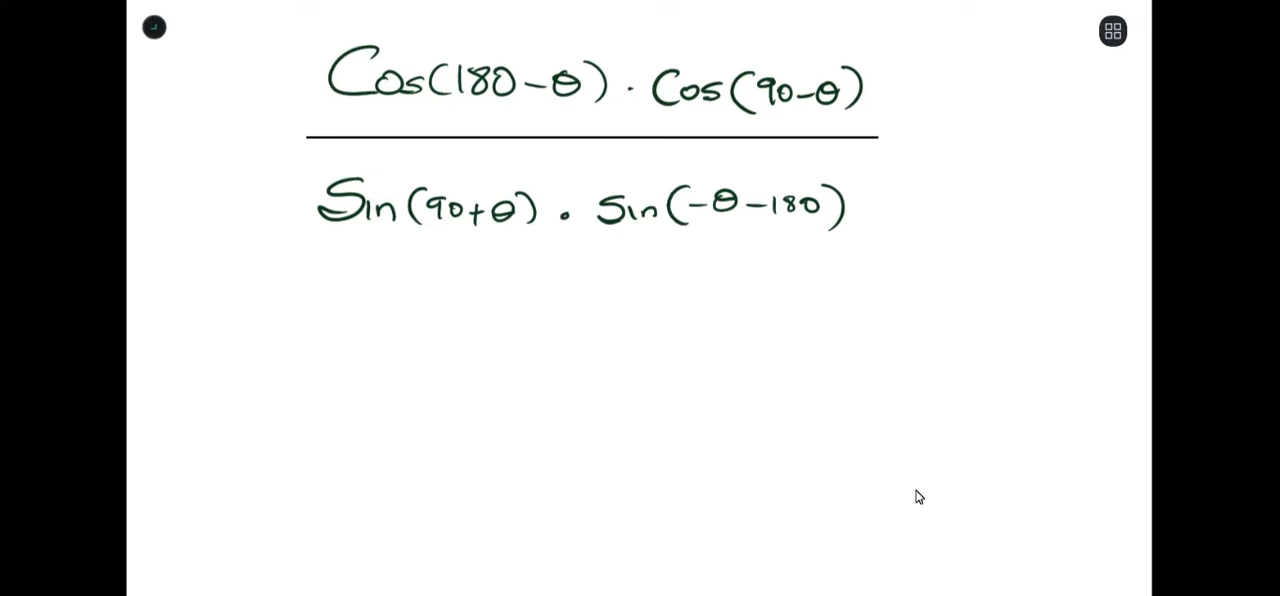 Cos(180-θ) . Cos(90-θ)
Sin(90+θ) . Sin(-θ-180)